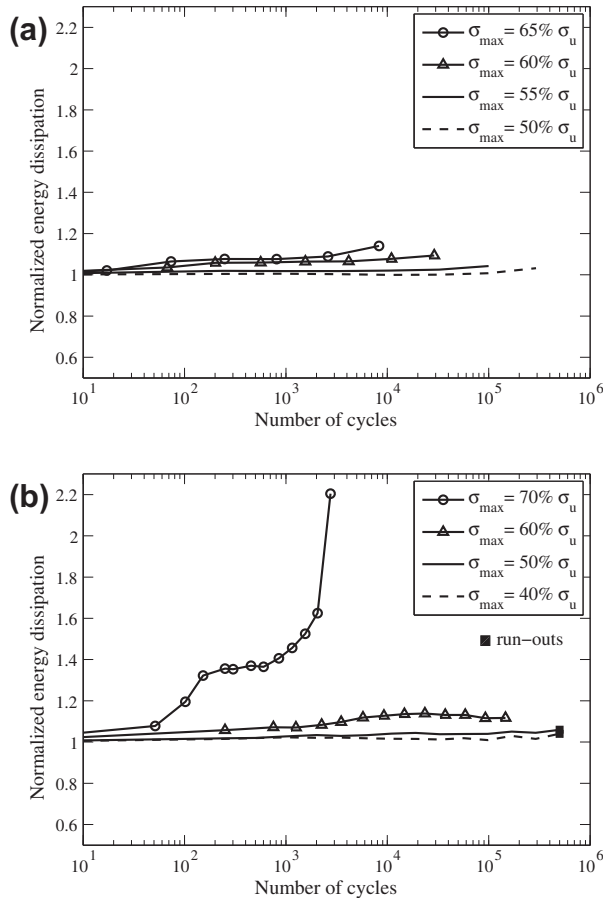 (a)
2.2
2
1.8
1.6
1.4
1.2
1
0.8
0.6
Normalized energy dissipation
σmax= 65% σu
σmax= 60% σu
σmax= 55% σu
σmax= 50% σu
10^1 10^2 10^3 10^4 10^5 10^6
Number of cycles
(b)
2.2
2
1.8
1.6
1.4
1.2
1
0.8
0.6
Normalized energy dissipation
σmax= 70% σu
σmax= 60% σu
σmax= 50% σu
σmax= 40% σu
run−outs
10^1 10^2 10^3 10^4 10^5 10^6
Number of cycles